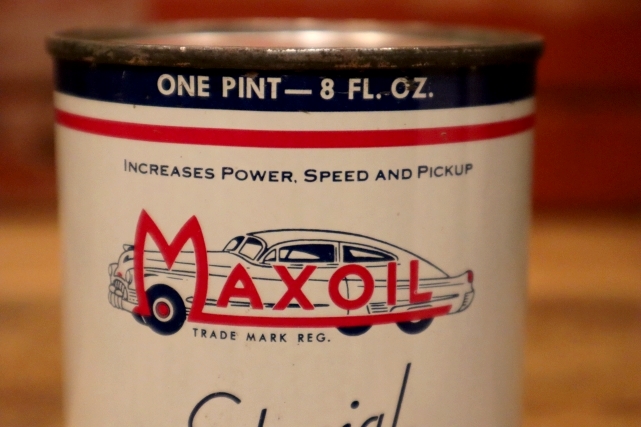 ONE PINT—8 FL. OZ.
INCREASES POWER, SPEED AND PICKUP
MAXOIL
TRADE MARK REG.